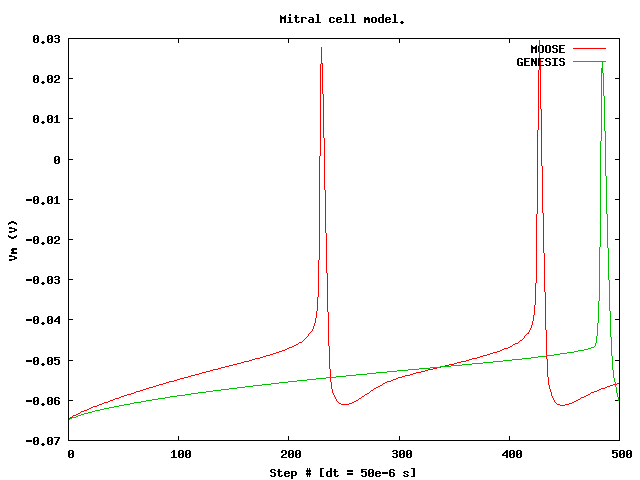 Mitral cell model.
0.03
MOOSE
GENESIS
0.02
0.01
0
-0.01
-0.02
Vm (V)
-0.03
-0.04
-0.05
-0.06
-0.07
0 100 200 300 400 500
Step # [dt = 50e-6 s]